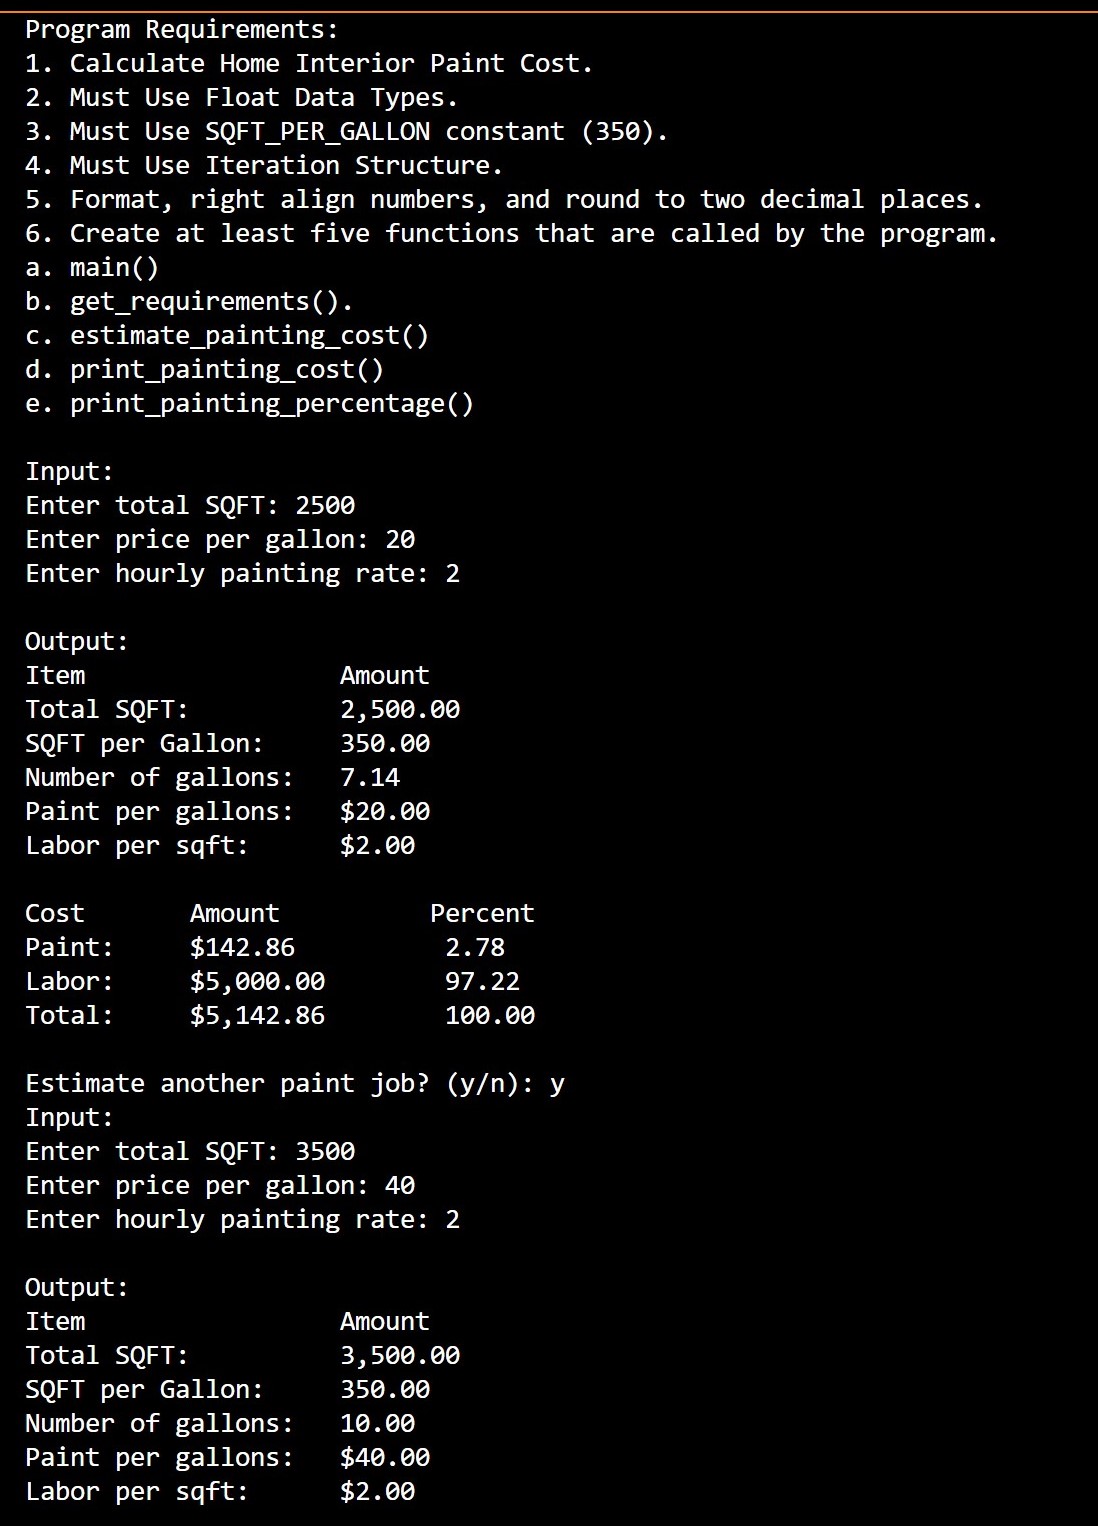 Program Requirements:
1. Calculate Home Interior Paint Cost.
2. Must Use Float Data Types.
3. Must Use SQFT_PER_GALLON constant (350).
4. Must Use Iteration Structure.
5. Format, right align numbers, and round to two decimal places.
6. Create at least five functions that are called by the program.
a. main()
b. get_requirements().
c. estimate_painting_cost()
d. print_painting_cost()
e. print_painting_percentage()

Input:
Enter total SQFT: 2500
Enter price per gallon: 20
Enter hourly painting rate: 2

Output:
Item                 Amount
Total SQFT:          2,500.00
SQFT per Gallon:     350.00
Number of gallons:   7.14
Paint per gallons:   $20.00
Labor per sqft:      $2.00

Cost       Amount          Percent
Paint:     $142.86          2.78
Labor:     $5,000.00        97.22
Total:     $5,142.86        100.00

Estimate another paint job? (y/n): y
Input:
Enter total SQFT: 3500
Enter price per gallon: 40
Enter hourly painting rate: 2

Output:
Item                 Amount
Total SQFT:          3,500.00
SQFT per Gallon:     350.00
Number of gallons:   10.00
Paint per gallons:   $40.00
Labor per sqft:      $2.00